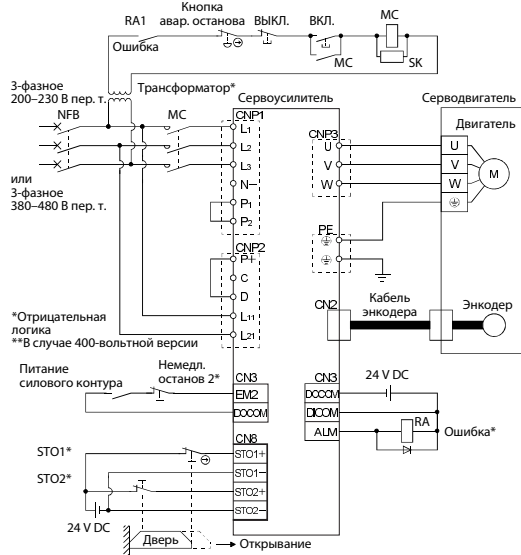 Кнопка
RA1 авар. останова ВЫКЛ. ВКЛ. MC
Ошибка
MC SK
3-фазное
200–230 В пер. т.
Трансформатор*
NFB MC
Сервоусилитель
Серводвигатель
CNP1
L1
L2
L3
N–
P1
P2
CNP3
U
V
W
Двигатель
U
V
W
M
или
3-фазное
380–480 В пер. т.
PE
CNP2
P+
C
D
L11
L21
CN2
Кабель
энкодера
Энкодер
*Отрицательная
логика
**В случае 400-вольтной версии
Питание
силового контура
Немедл.
останов 2*
CN3
EM2
DOCOM
CN3
DOCOM
DICOM
ALM
24 V DC
RA
Ошибка*
CN8
STO1*
STO1+
STO1–
STO2*
STO2+
STO2–
24 V DC
Дверь
Открывание